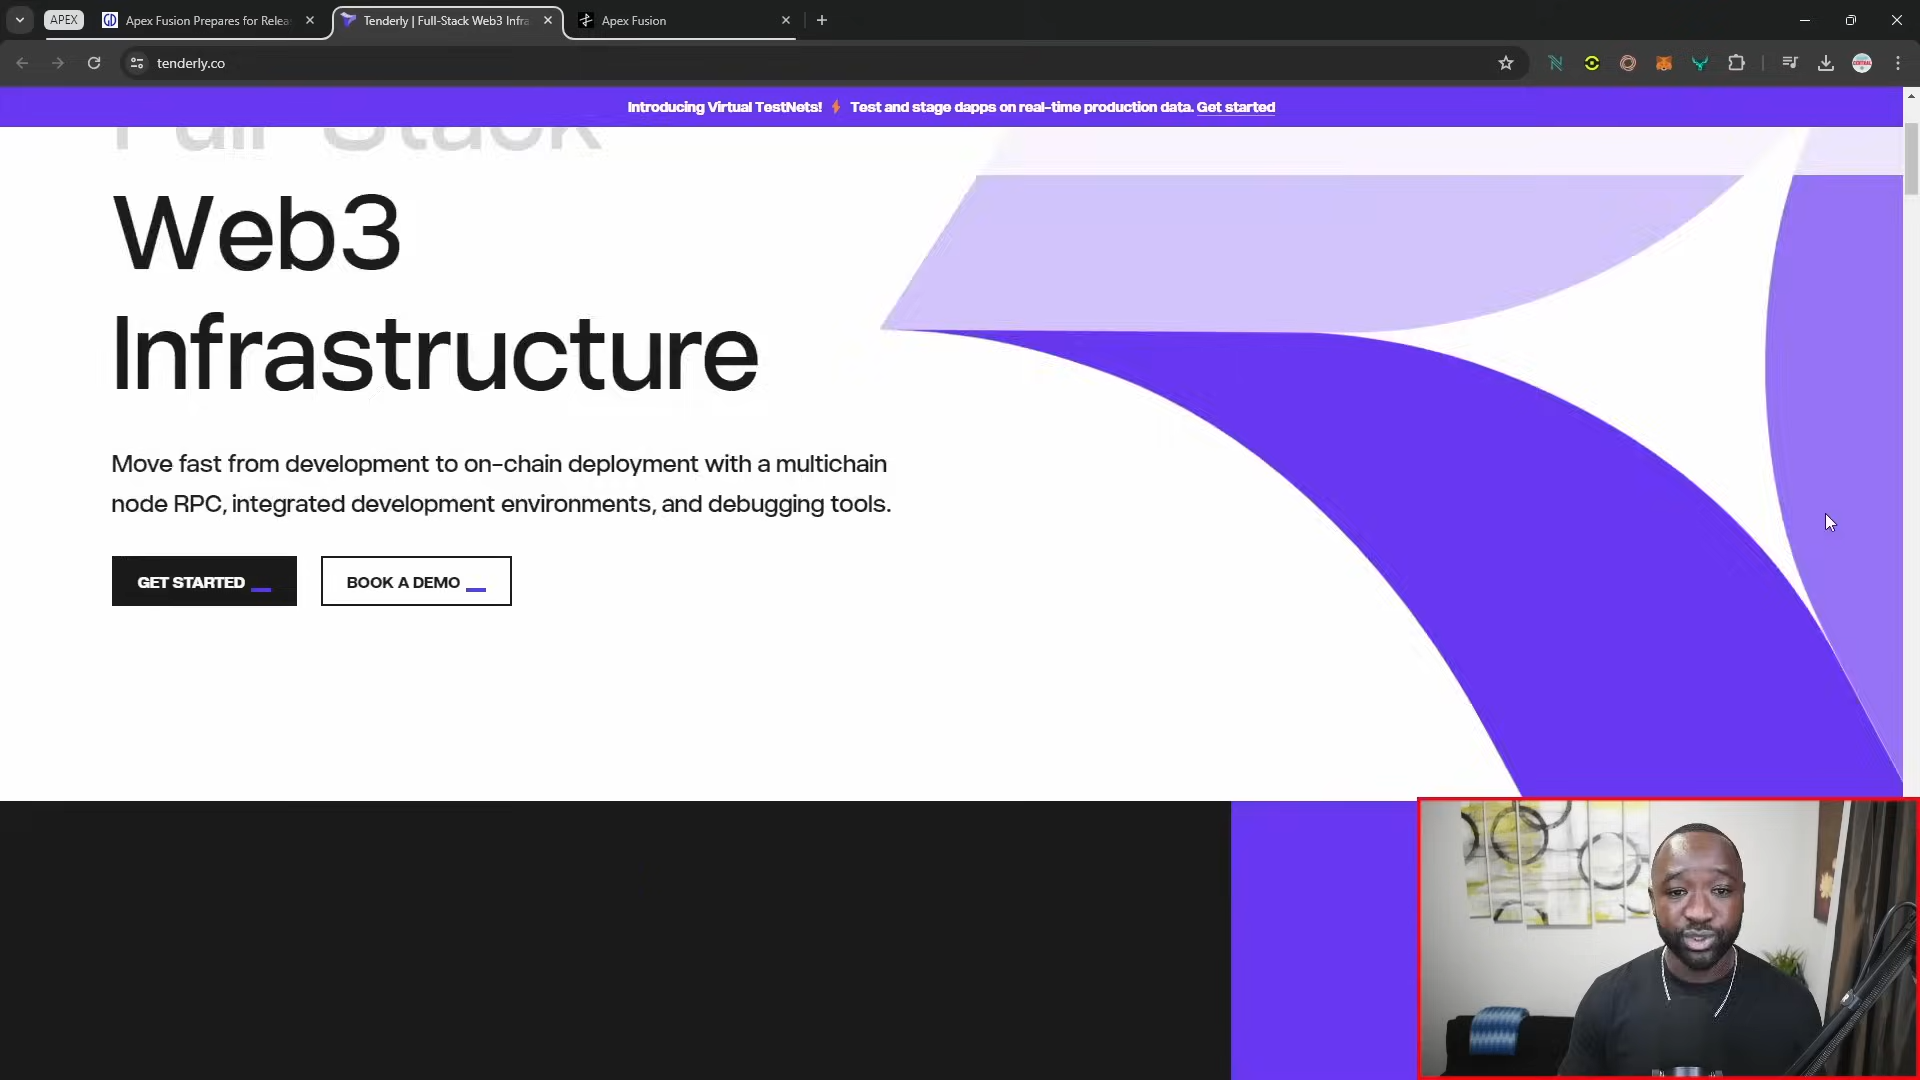 APEX
Apex Fusion Prepares for Relea
Tenderly | Full-Stack Web3 Infra
Apex Fusion
tenderly.co
Introducing Virtual TestNets! ⚡ Test and stage dapps on real-time production data. Get started
Full-Stack
Web3
Infrastructure
Move fast from development to on-chain deployment with a multichain
node RPC, integrated development environments, and debugging tools.
GET STARTED
BOOK A DEMO